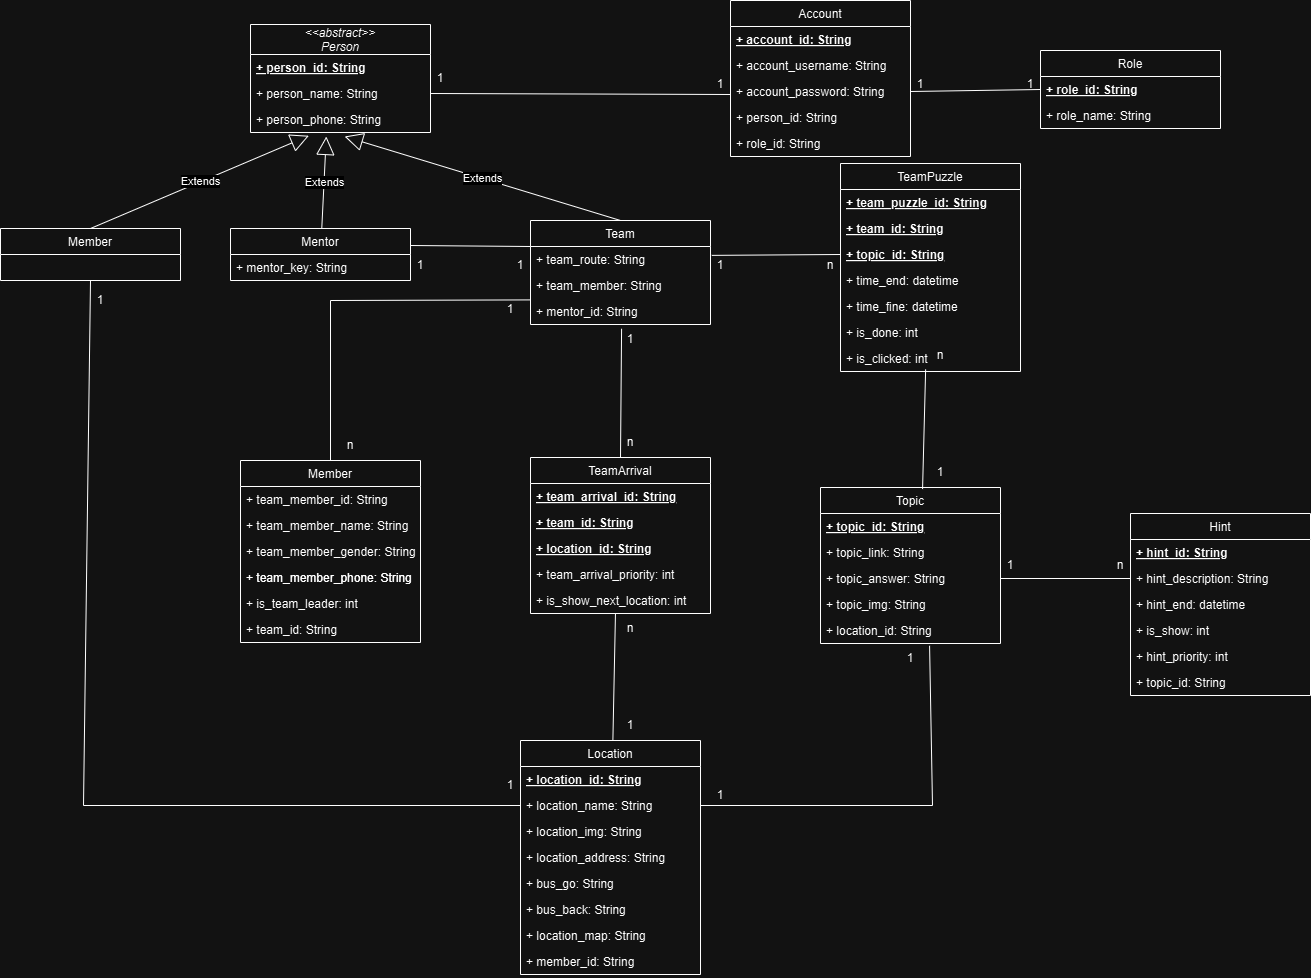 <<abstract>>
Person
+ person_id: String
+ person_name: String
+ person_phone: String
1
1
Account
+ account_id: String
+ account_username: String
+ account_password: String
+ person_id: String
+ role_id: String
1
1
Role
+ role_id: String
+ role_name: String
Extends
Extends
Extends
Member
1
Mentor
+ mentor_key: String
1
1
Team
+ team_route: String
+ team_member: String
+ mentor_id: String
1
n
1
1
TeamPuzzle
+ team_puzzle_id: String
+ team_id: String
+ topic_id: String
+ time_end: datetime
+ time_fine: datetime
+ is_done: int
+ is_clicked: int
n
n
Member
+ team_member_id: String
+ team_member_name: String
+ team_member_gender: String
+ team_member_phone: String
+ is_team_leader: int
+ team_id: String
n
TeamArrival
+ team_arrival_id: String
+ team_id: String
+ location_id: String
+ team_arrival_priority: int
+ is_show_next_location: int
n
1
Topic
+ topic_id: String
+ topic_link: String
+ topic_answer: String
+ topic_img: String
+ location_id: String
1
1
n
Hint
+ hint_id: String
+ hint_description: String
+ hint_end: datetime
+ is_show: int
+ hint_priority: int
+ topic_id: String
1
1
1
Location
+ location_id: String
+ location_name: String
+ location_img: String
+ location_address: String
+ bus_go: String
+ bus_back: String
+ location_map: String
+ member_id: String